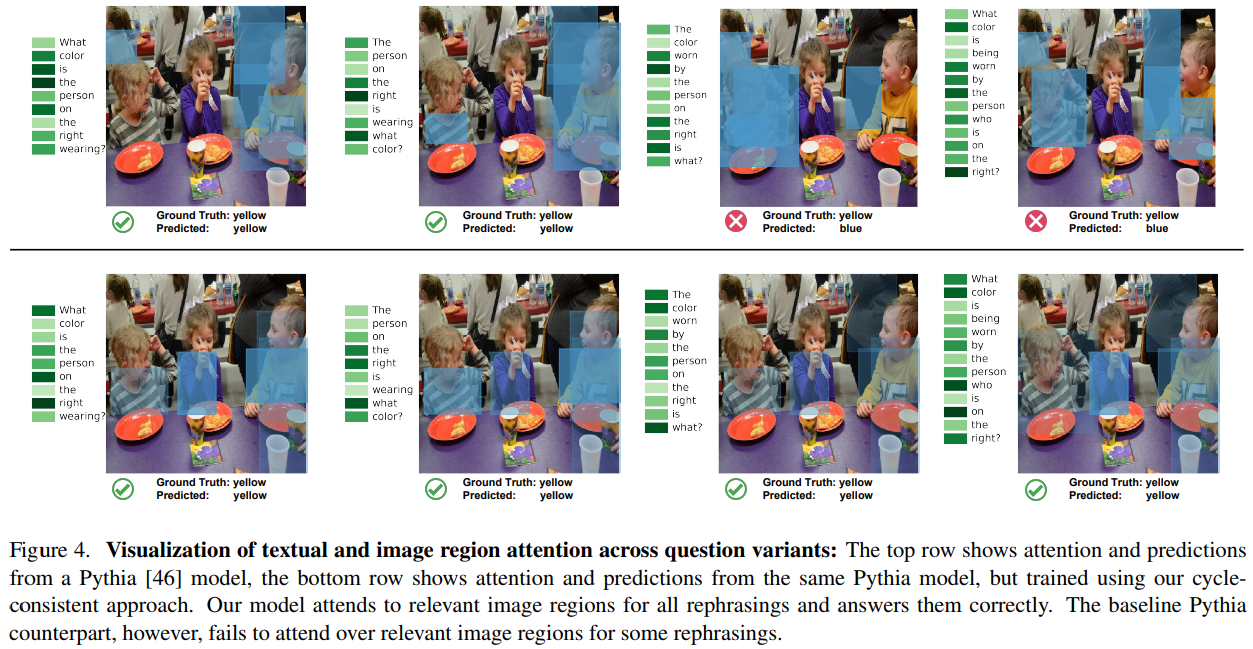 What
color
is
the
person
on
the
right
wearing?
Ground Truth: yellow
Predicted: yellow
The
person
on
the
right
is
wearing
what
color?
Ground Truth: yellow
Predicted: yellow
The
color
worn
by
the
person
on
the
right
is
what?
Ground Truth: yellow
Predicted: blue
What
color
is
being
worn
by
the
person
who
is
on
the
right?
Ground Truth: yellow
Predicted: blue
What
color
is
the
person
on
the
right
wearing?
Ground Truth: yellow
Predicted: yellow
The
person
on
the
right
is
wearing
what
color?
Ground Truth: yellow
Predicted: yellow
The
color
worn
by
the
person
on
the
right
is
what?
Ground Truth: yellow
Predicted: yellow
What
color
is
being
worn
by
the
person
who
is
on
the
right?
Ground Truth: yellow
Predicted: yellow
Figure 4. Visualization of textual and image region attention across question variants: The top row shows attention and predictions
from a Pythia [46] model, the bottom row shows attention and predictions from the same Pythia model, but trained using our cycle-
consistent approach. Our model attends to relevant image regions for all rephrasings and answers them correctly. The baseline Pythia
counterpart, however, fails to attend over relevant image regions for some rephrasings.